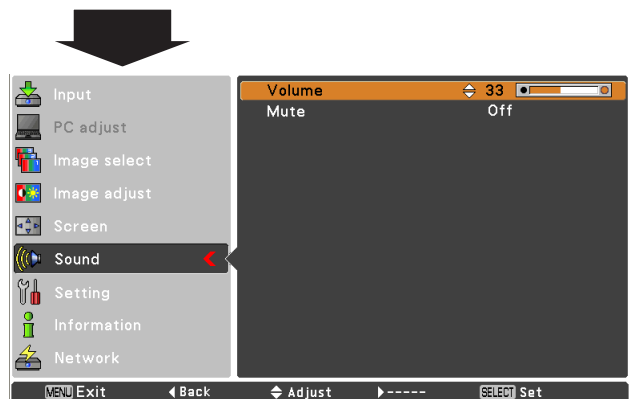 Input
PC adjust
Image select
Image adjust
Screen
Sound
Setting
Information
Network
Volume 33
Mute Off
MENU Exit Back Adjust ----- SELECT Set